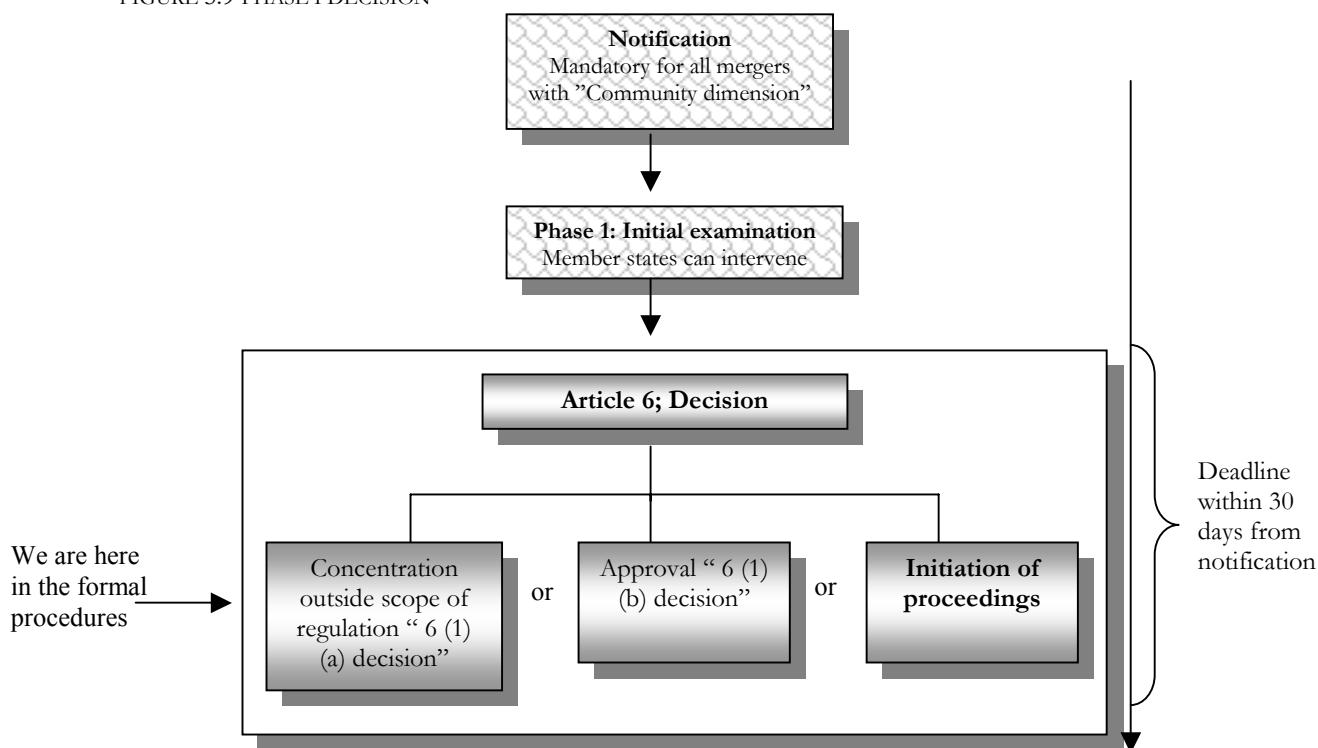 FIGURE 3.9 PHASE I DECISION
Notification
Mandatory for all mergers
with ”Community dimension”
Phase 1: Initial examination
Member states can intervene
Article 6; Decision
We are here
in the formal
procedures
Concentration
outside scope of
regulation “ 6 (1)
(a) decision”
or
Approval “ 6 (1)
(b) decision”
or
Initiation of
proceedings
Deadline
within 30
days from
notification